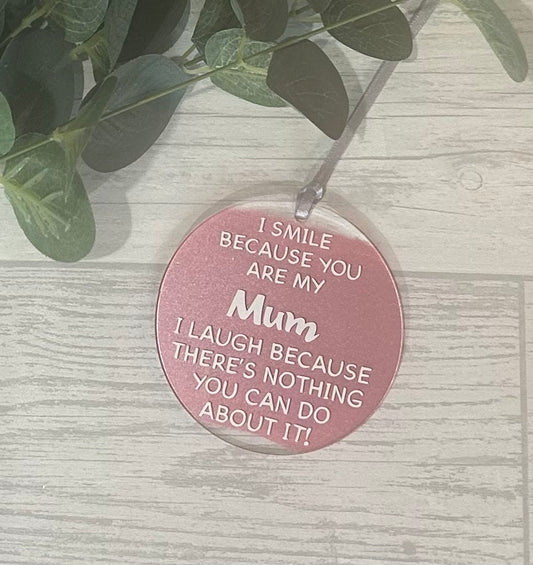 I SMILE
BECAUSE YOU
ARE MY
Mum
I LAUGH BECAUSE
THERE'S NOTHING
YOU CAN DO
ABOUT IT!